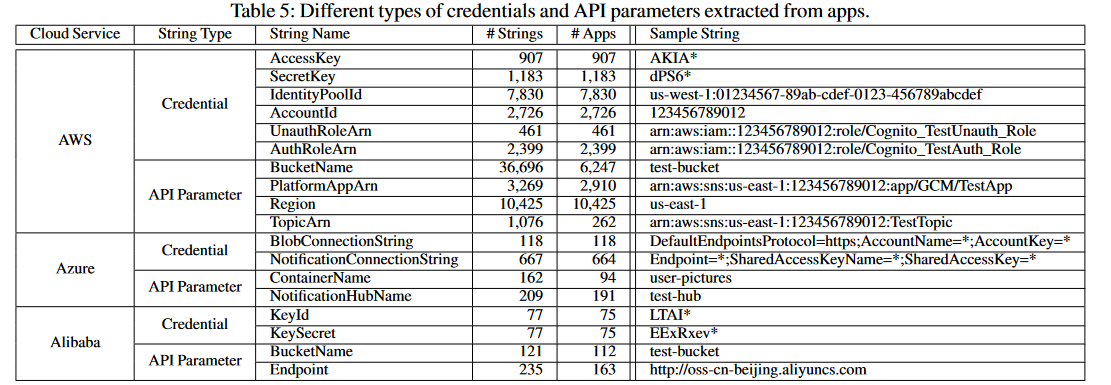 Table 5: Different types of credentials and API parameters extracted from apps.
Cloud Service String Type String Name # Strings # Apps Sample String
AWS Credential AccessKey 907 907 AKIA*
SecretKey 1,183 1,183 dPS6*
IdentityPoolId 7,830 7,830 us-west-1:01234567-89ab-cdef-0123-456789abcdef
AccountId 2,726 2,726 123456789012
UnauthRoleArn 461 461 arn:aws:iam::123456789012:role/Cognito_TestUnauth_Role
AuthRoleArn 2,399 2,399 arn:aws:iam::123456789012:role/Cognito_TestAuth_Role
API Parameter BucketName 36,696 6,247 test-bucket
PlatformAppArn 3,269 2,910 arn:aws:sns:us-east-1:123456789012:app/GCM/TestApp
Region 10,425 10,425 us-east-1
TopicArn 1,076 262 arn:aws:sns:us-east-1:123456789012:TestTopic
Azure Credential BlobConnectionString 118 118 DefaultEndpointsProtocol=https;AccountName=*;AccountKey=*
NotificationConnectionString 667 664 Endpoint=*;SharedAccessKeyName=*;SharedAccessKey=*
API Parameter ContainerName 162 94 user-pictures
NotificationHubName 209 191 test-hub
Alibaba Credential KeyId 77 75 LTAI*
KeySecret 77 75 EExRxev*
API Parameter BucketName 121 112 test-bucket
Endpoint 235 163 http://oss-cn-beijing.aliyuncs.com